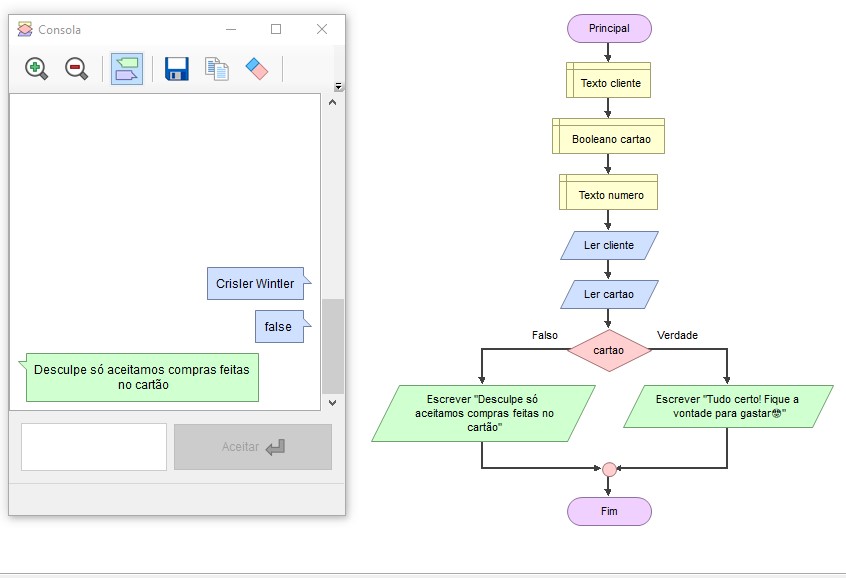 Consola
Crisler Wintler
false
Desculpe só aceitamos compras feitas
no cartão
Aceitar
Principal
Texto cliente
Booleano cartao
Texto numero
Ler cliente
Ler cartao
Falso
Verdade
cartao
Escrever "Desculpe só
aceitamos compras feitas no
cartão"
Escrever "Tudo certo! Fique a
vontade para gastar🤓"
Fim